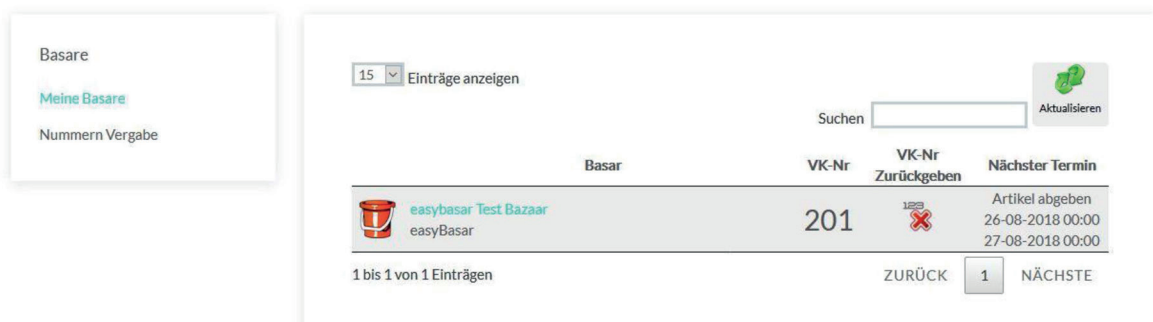 Basare
Meine Basare
Nummern Vergabe
15 Einträge anzeigen
Suchen
Aktualisieren
Basar VK-Nr VK-Nr Zurückgeben Nächster Termin
easybasar Test Bazaar
easyBasar
201
123
Artikel abgeben
26-08-2018 00:00
27-08-2018 00:00
1 bis 1 von 1 Einträgen
ZURÜCK 1 NÄCHSTE